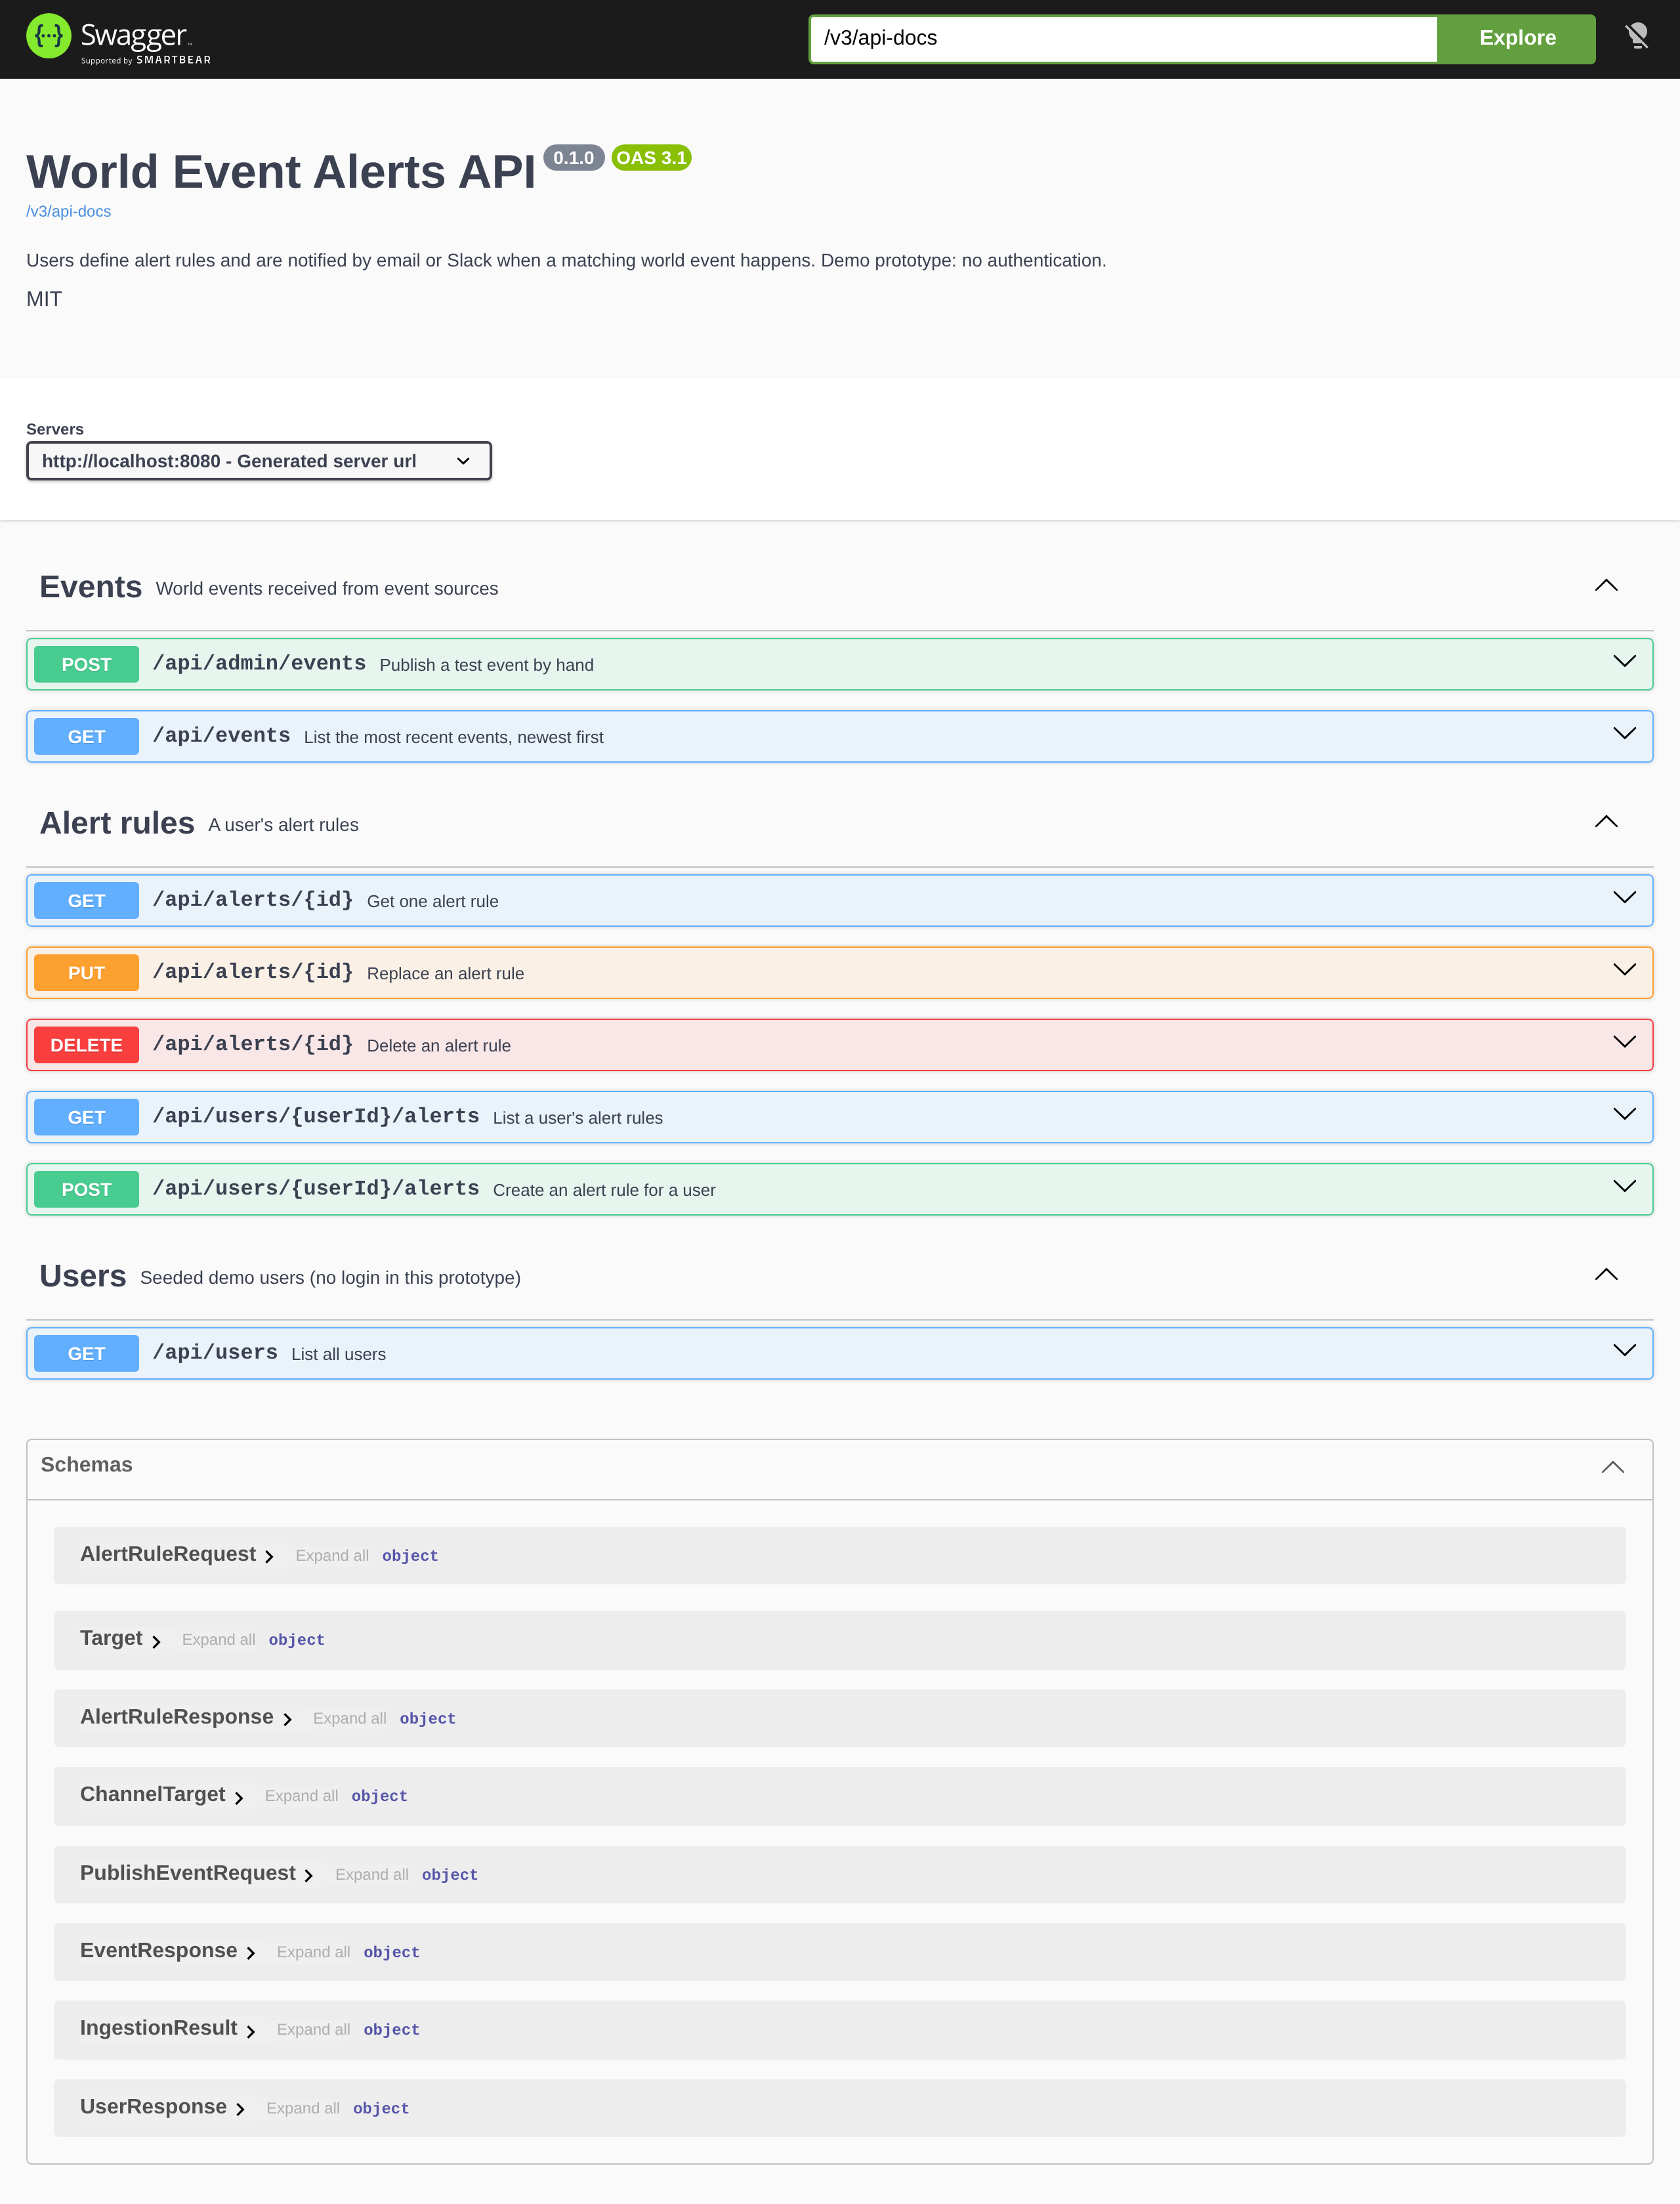 Swagger
Supported by SMARTBEAR
/v3/api-docs
Explore
World Event Alerts API 0.1.0 OAS 3.1
/v3/api-docs
Users define alert rules and are notified by email or Slack when a matching world event happens. Demo prototype: no authentication.
MIT
Servers
http://localhost:8080 - Generated server url
Events World events received from event sources
POST /api/admin/events Publish a test event by hand
GET /api/events List the most recent events, newest first
Alert rules A user's alert rules
GET /api/alerts/{id} Get one alert rule
PUT /api/alerts/{id} Replace an alert rule
DELETE /api/alerts/{id} Delete an alert rule
GET /api/users/{userId}/alerts List a user's alert rules
POST /api/users/{userId}/alerts Create an alert rule for a user
Users Seeded demo users (no login in this prototype)
GET /api/users List all users
Schemas
AlertRuleRequest Expand all object
Target Expand all object
AlertRuleResponse Expand all object
ChannelTarget Expand all object
PublishEventRequest Expand all object
EventResponse Expand all object
IngestionResult Expand all object
UserResponse Expand all object